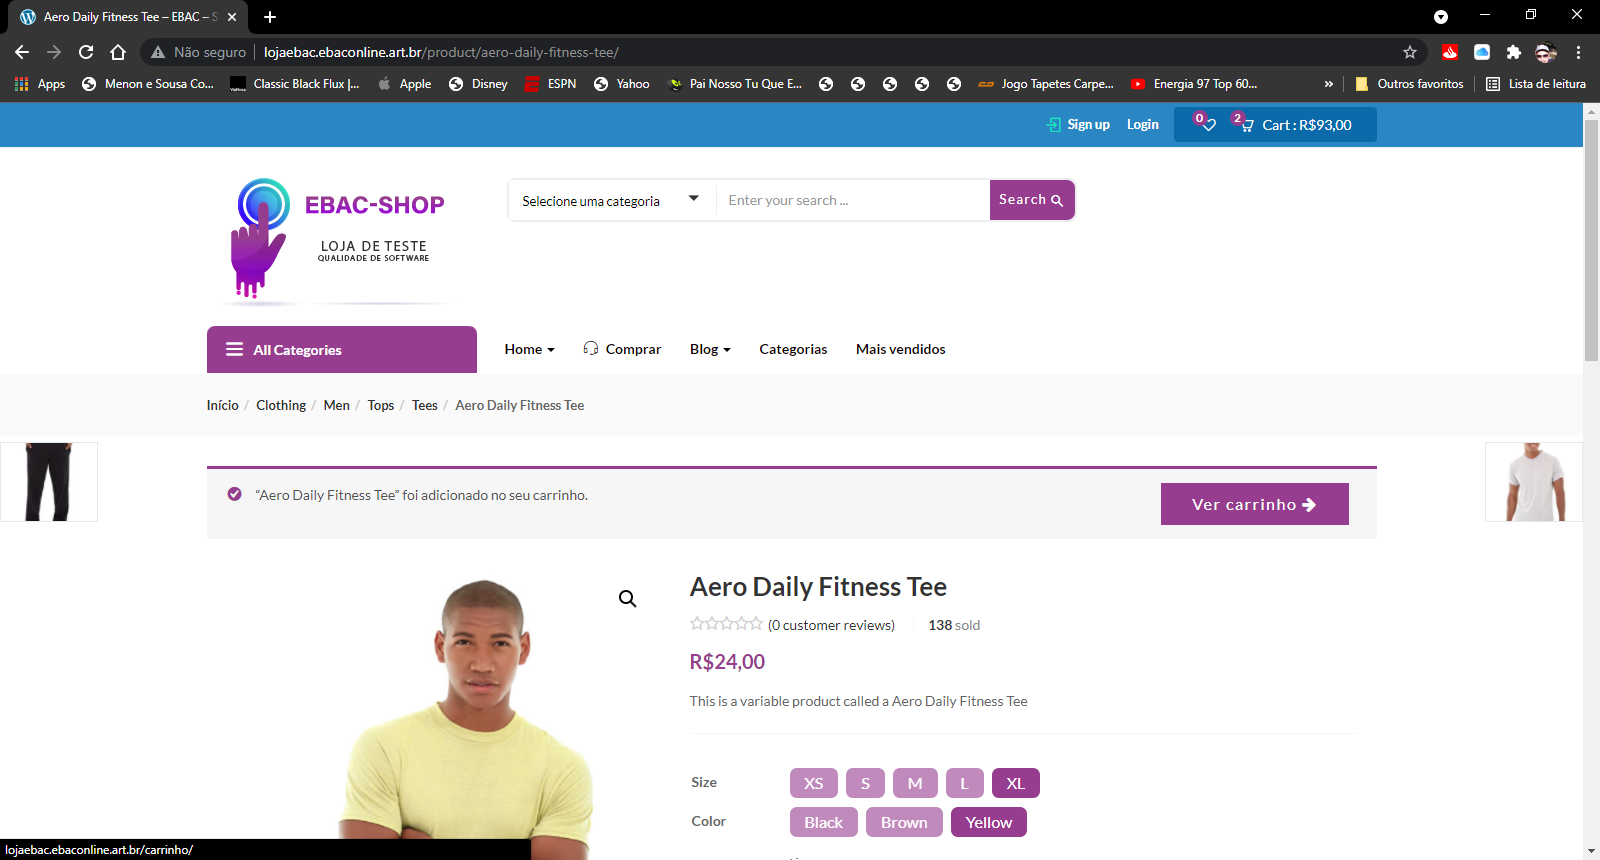 Aero Daily Fitness Tee – EBAC – S
Não seguro
lojaebac.ebaconline.art.br/product/aero-daily-fitness-tee/
Apps
Menon e Sousa Co...
Classic Black Flux |...
Apple
Disney
ESPN
Yahoo
Pai Nosso Tu Que E...
Jogo Tapetes Carpe...
Energia 97 Top 60...
»
Outros favoritos
Lista de leitura
Sign up
Login
0
2
Cart : R$93,00
EBAC-SHOP
LOJA DE TESTE
QUALIDADE DE SOFTWARE
Selecione uma categoria
Enter your search ...
Search
All Categories
Home
Comprar
Blog
Categorias
Mais vendidos
Início / Clothing / Men / Tops / Tees / Aero Daily Fitness Tee
“Aero Daily Fitness Tee” foi adicionado no seu carrinho.
Ver carrinho
Aero Daily Fitness Tee
(0 customer reviews)
138 sold
R$24,00
This is a variable product called a Aero Daily Fitness Tee
Size
XS
S
M
L
XL
Color
Black
Brown
Yellow
lojaebac.ebaconline.art.br/carrinho/